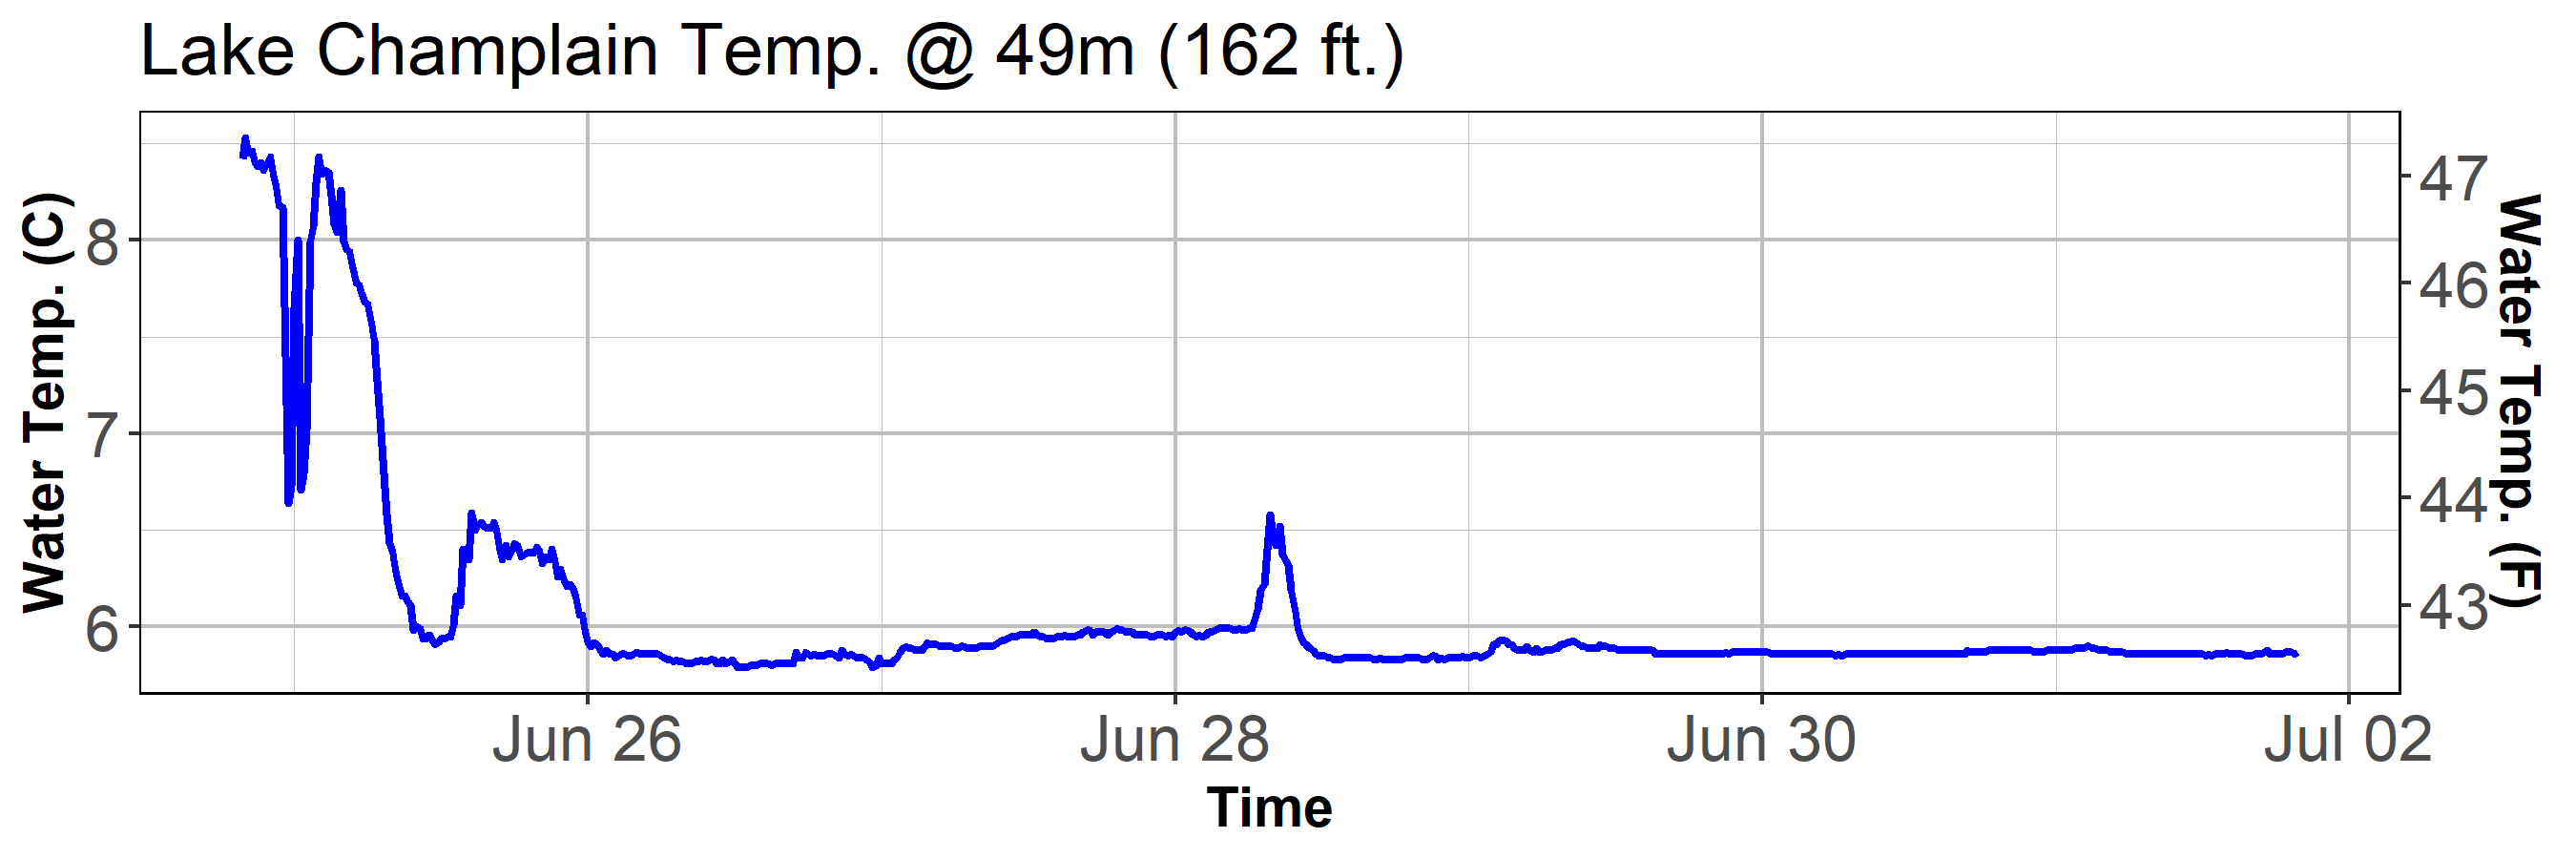 Lake Champlain Temp. @ 49m (162 ft.)
Water Temp. (C)
8
7
6
47
46
45
44
43
Water Temp. (F)
Jun 26 Jun 28 Jun 30 Jul 02
Time